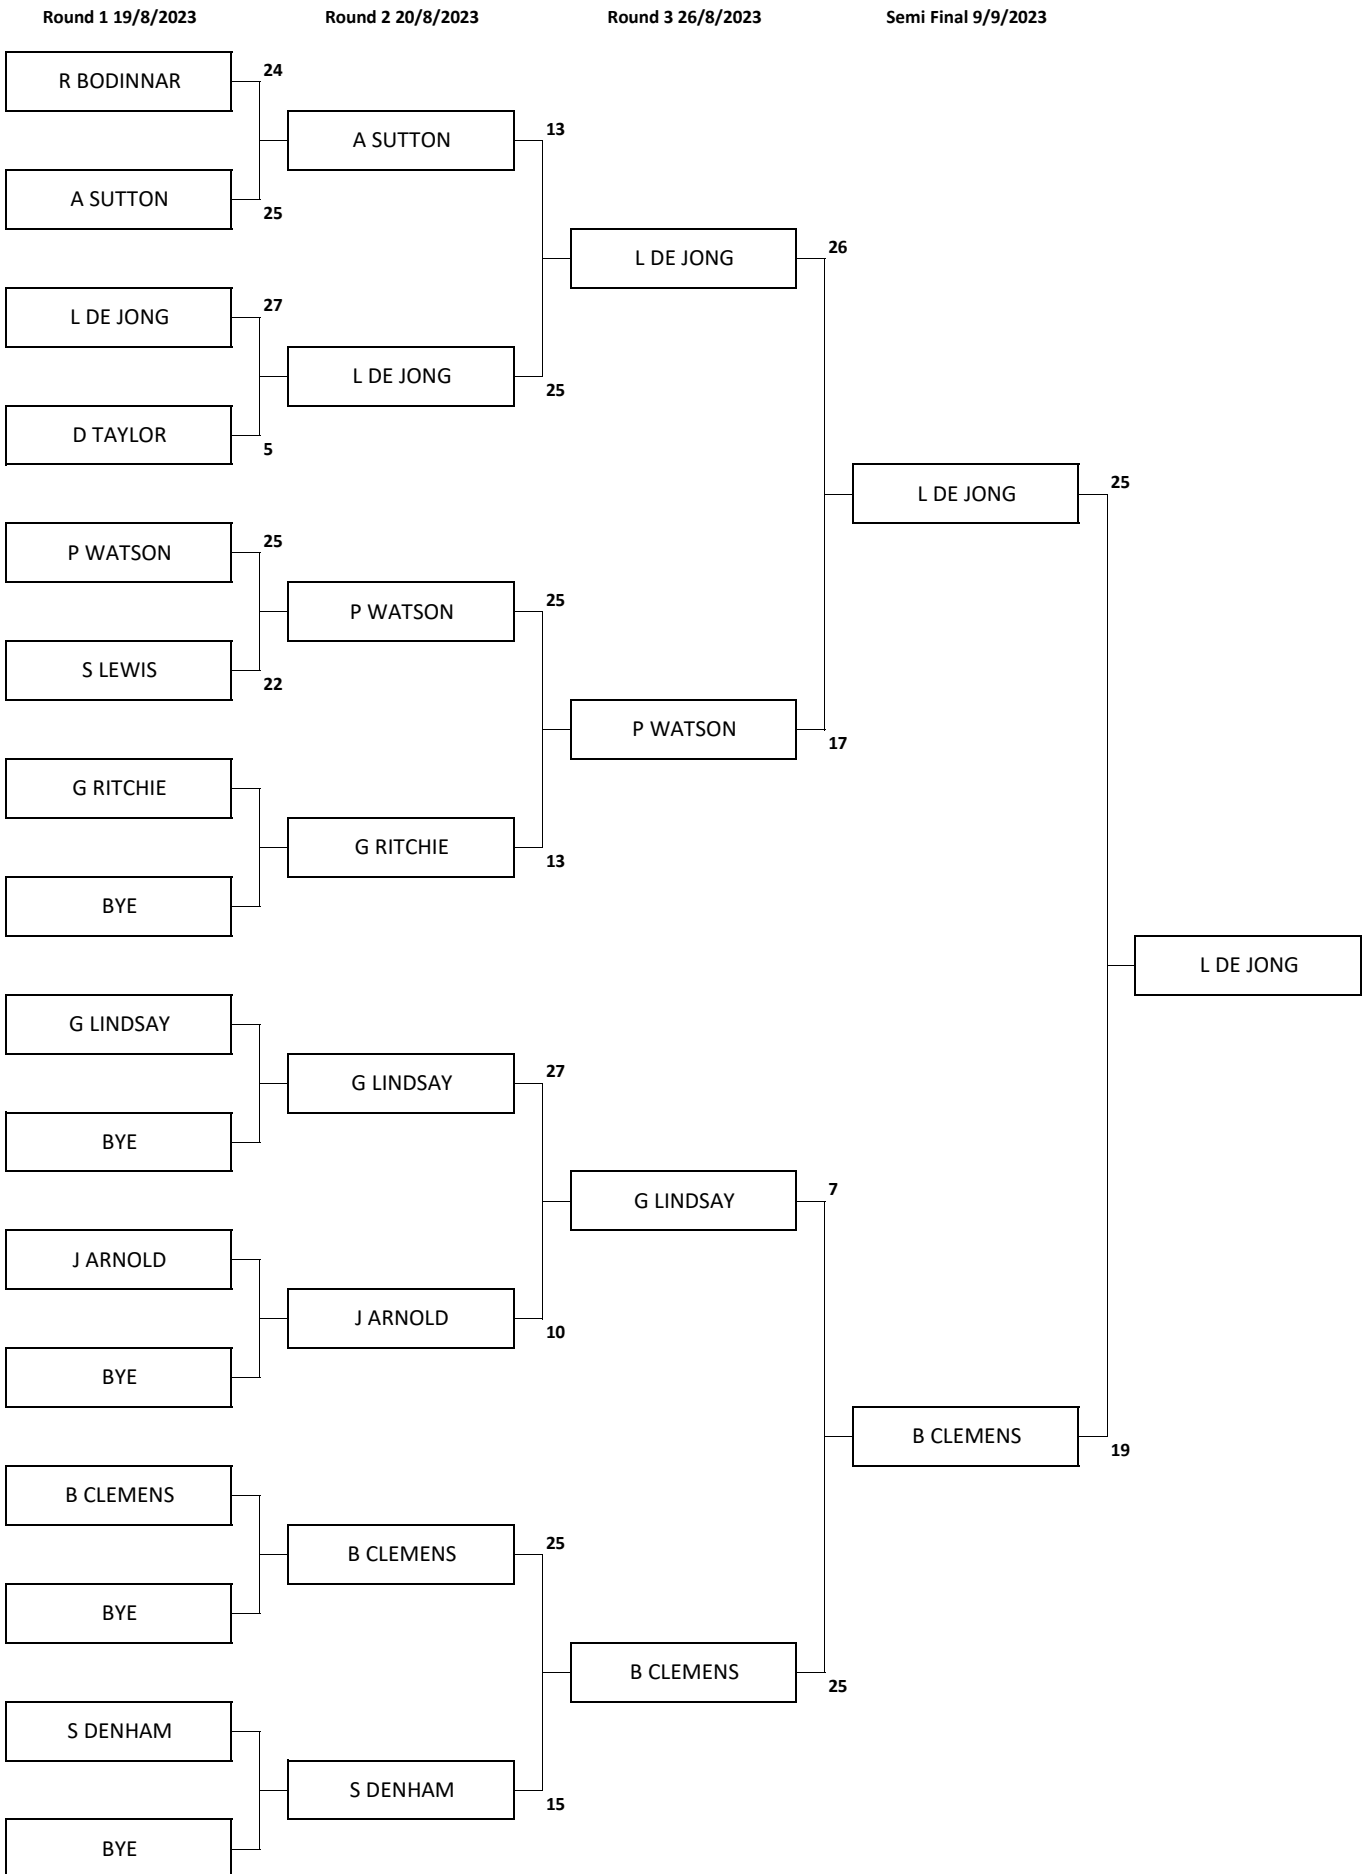 Round 1 19/8/2023 Round 2 20/8/2023 Round 3 26/8/2023 Semi Final 9/9/2023
R BODINNAR
24
A SUTTON
13
A SUTTON
25
L DE JONG
26
L DE JONG
27
L DE JONG
25
D TAYLOR
5
L DE JONG
25
P WATSON
25
P WATSON
25
S LEWIS
22
P WATSON
17
G RITCHIE
G RITCHIE
13
BYE
L DE JONG
G LINDSAY
G LINDSAY
27
BYE
G LINDSAY
7
J ARNOLD
J ARNOLD
10
BYE
B CLEMENS
19
B CLEMENS
B CLEMENS
25
BYE
B CLEMENS
25
S DENHAM
S DENHAM
15
BYE